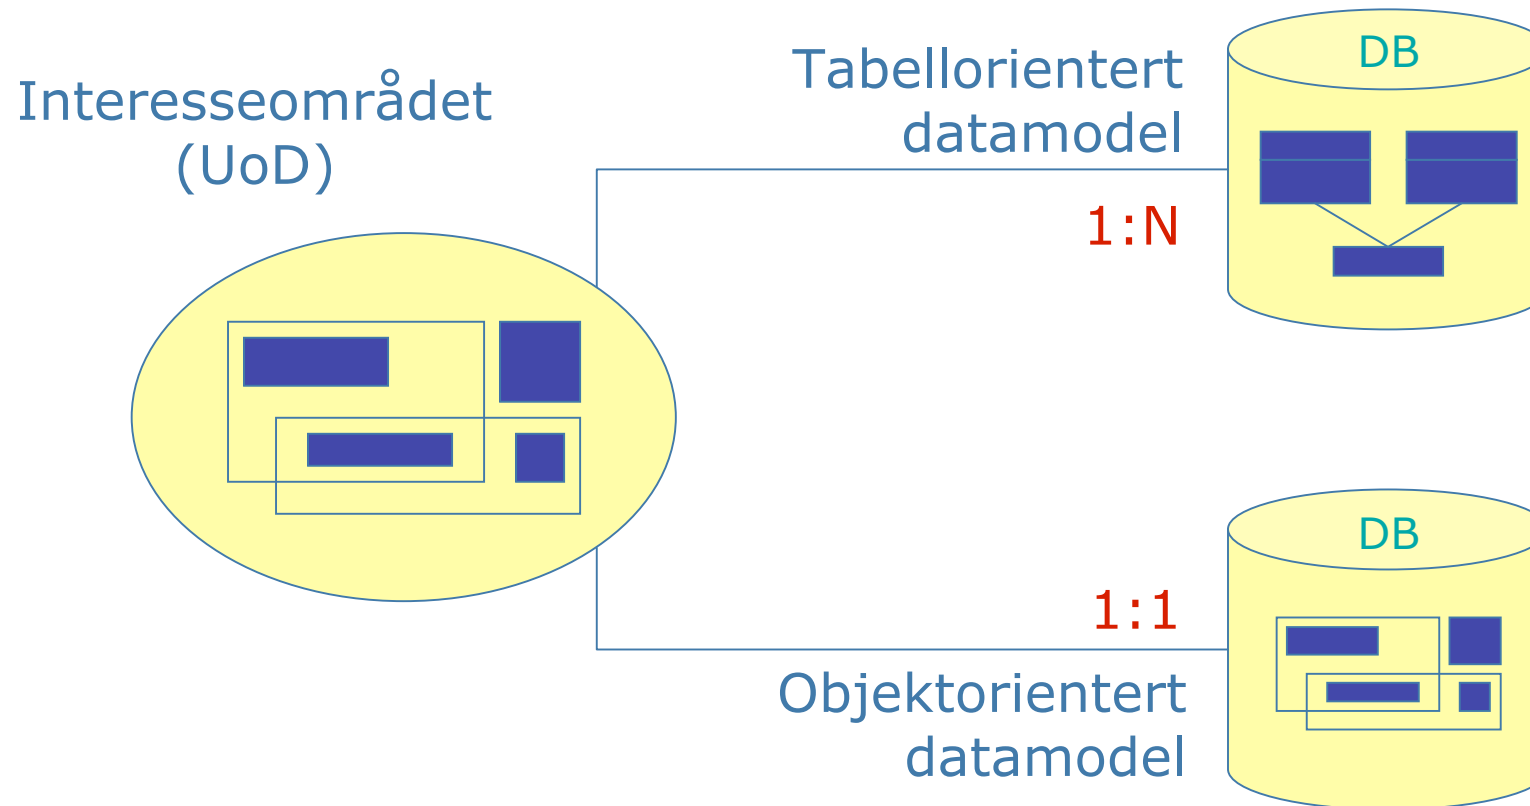 Interesseområdet
(UoD)
Tabellorientert
datamodel
1:N
DB
DB
1:1
Objektorientert
datamodel